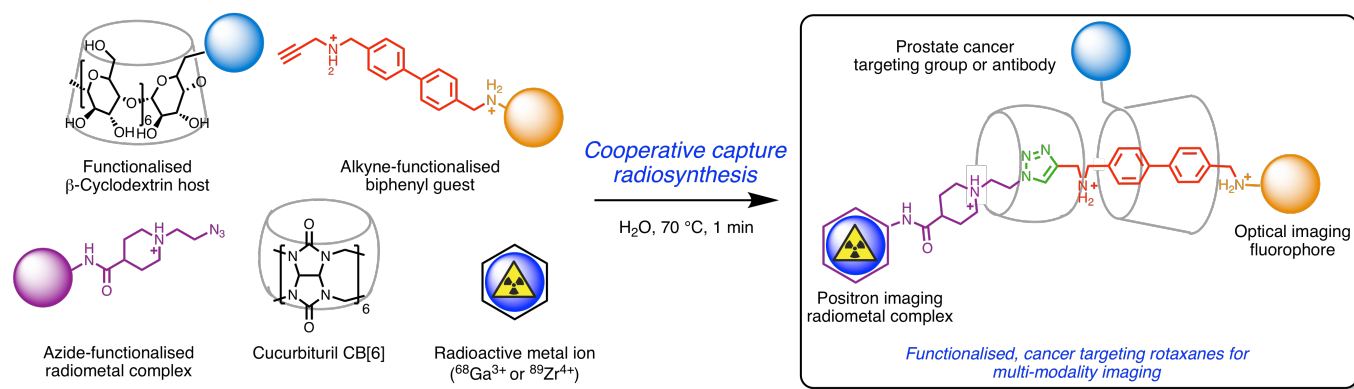 HO
O
HO
OH
O
6
O
HO
OH
O
Functionalised
β-Cyclodextrin host
N
H2
+
H2
N
+
Alkyne-functionalised
biphenyl guest
H
N
O
NH
+
N3
Azide-functionalised
radiometal complex
O
N N
N N
O
6
Cucurbituril CB[6]
Radioactive metal ion
(68Ga3+ or 89Zr4+)
Cooperative capture
radiosynthesis
H2O, 70 °C, 1 min
Prostate cancer
targeting group or antibody
N=N
N
H
N
+
N
H2
+
H2N
+
H
N
O
Optical imaging
fluorophore
Positron imaging
radiometal complex
Functionalised, cancer targeting rotaxanes for
multi-modality imaging